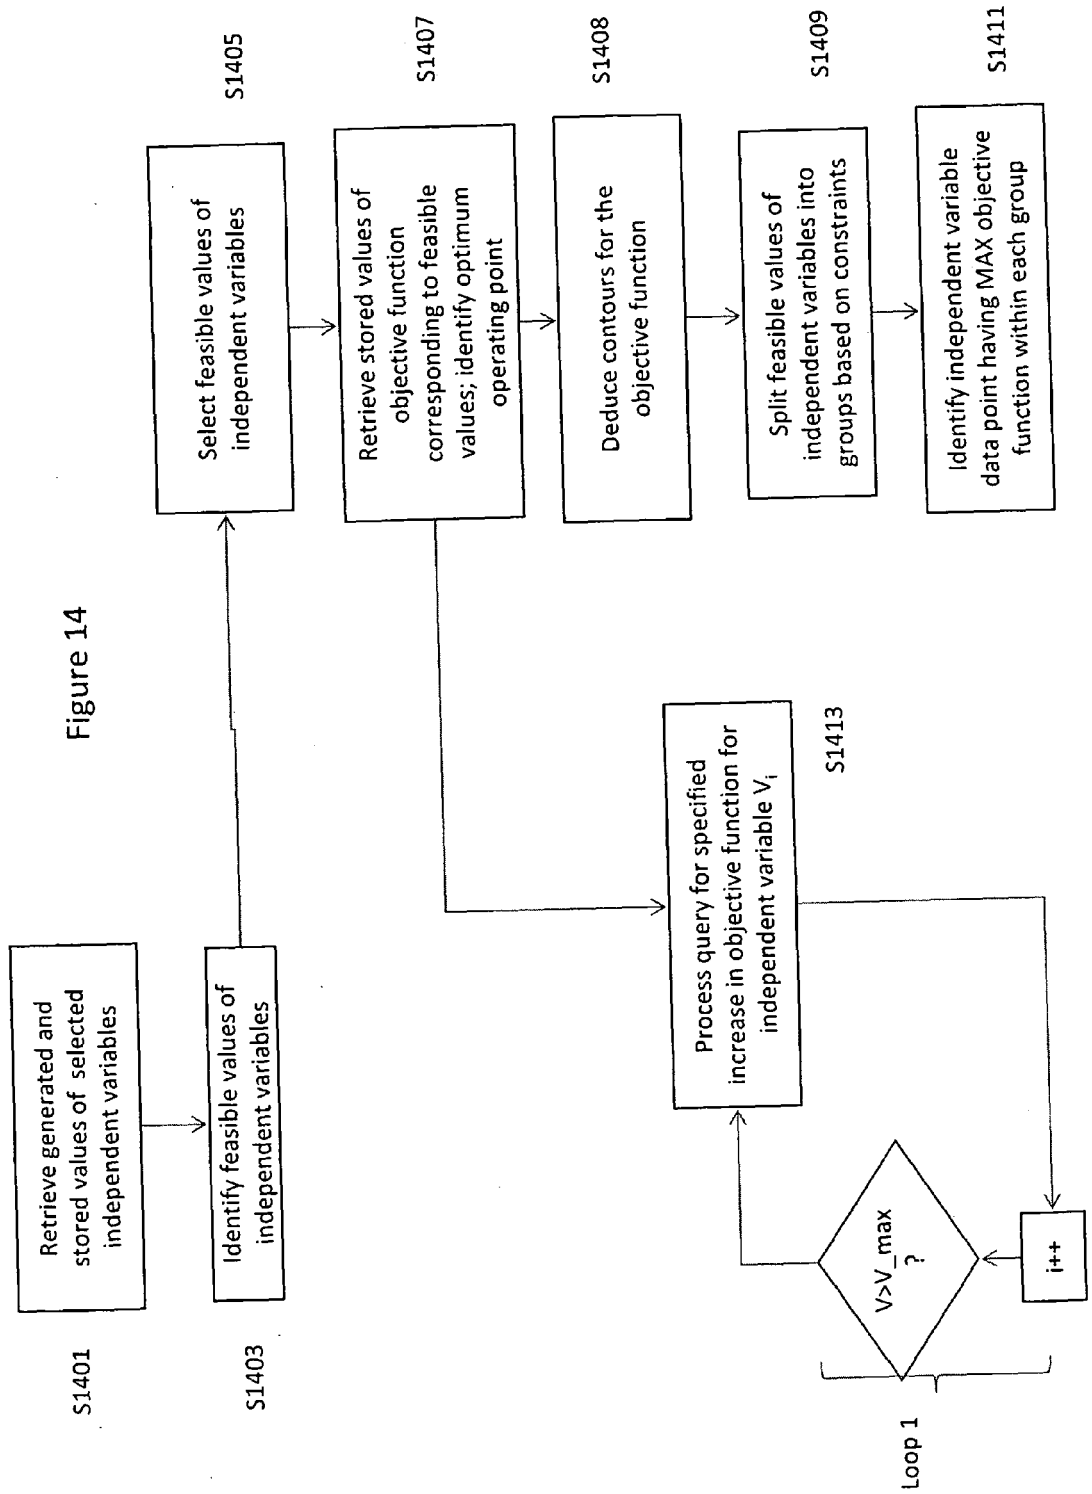 Figure 14
S1401
Retrieve generated and
stored values of selected
independent variables
S1403
Identify feasible values of
independent variables
Select feasible values of
independent variables
S1405
Retrieve stored values of
objective function
corresponding to feasible
values; identify optimum
operating point
S1407
Deduce contours for the
objective function
S1408
Split feasible values of
independent variables into
groups based on constraints
S1409
Identify independent variable
data point having MAX objective
function within each group
S1411
Process query for specified
increase in objective function for
independent variable Vi
S1413
Loop 1
V>V_max
?
i++